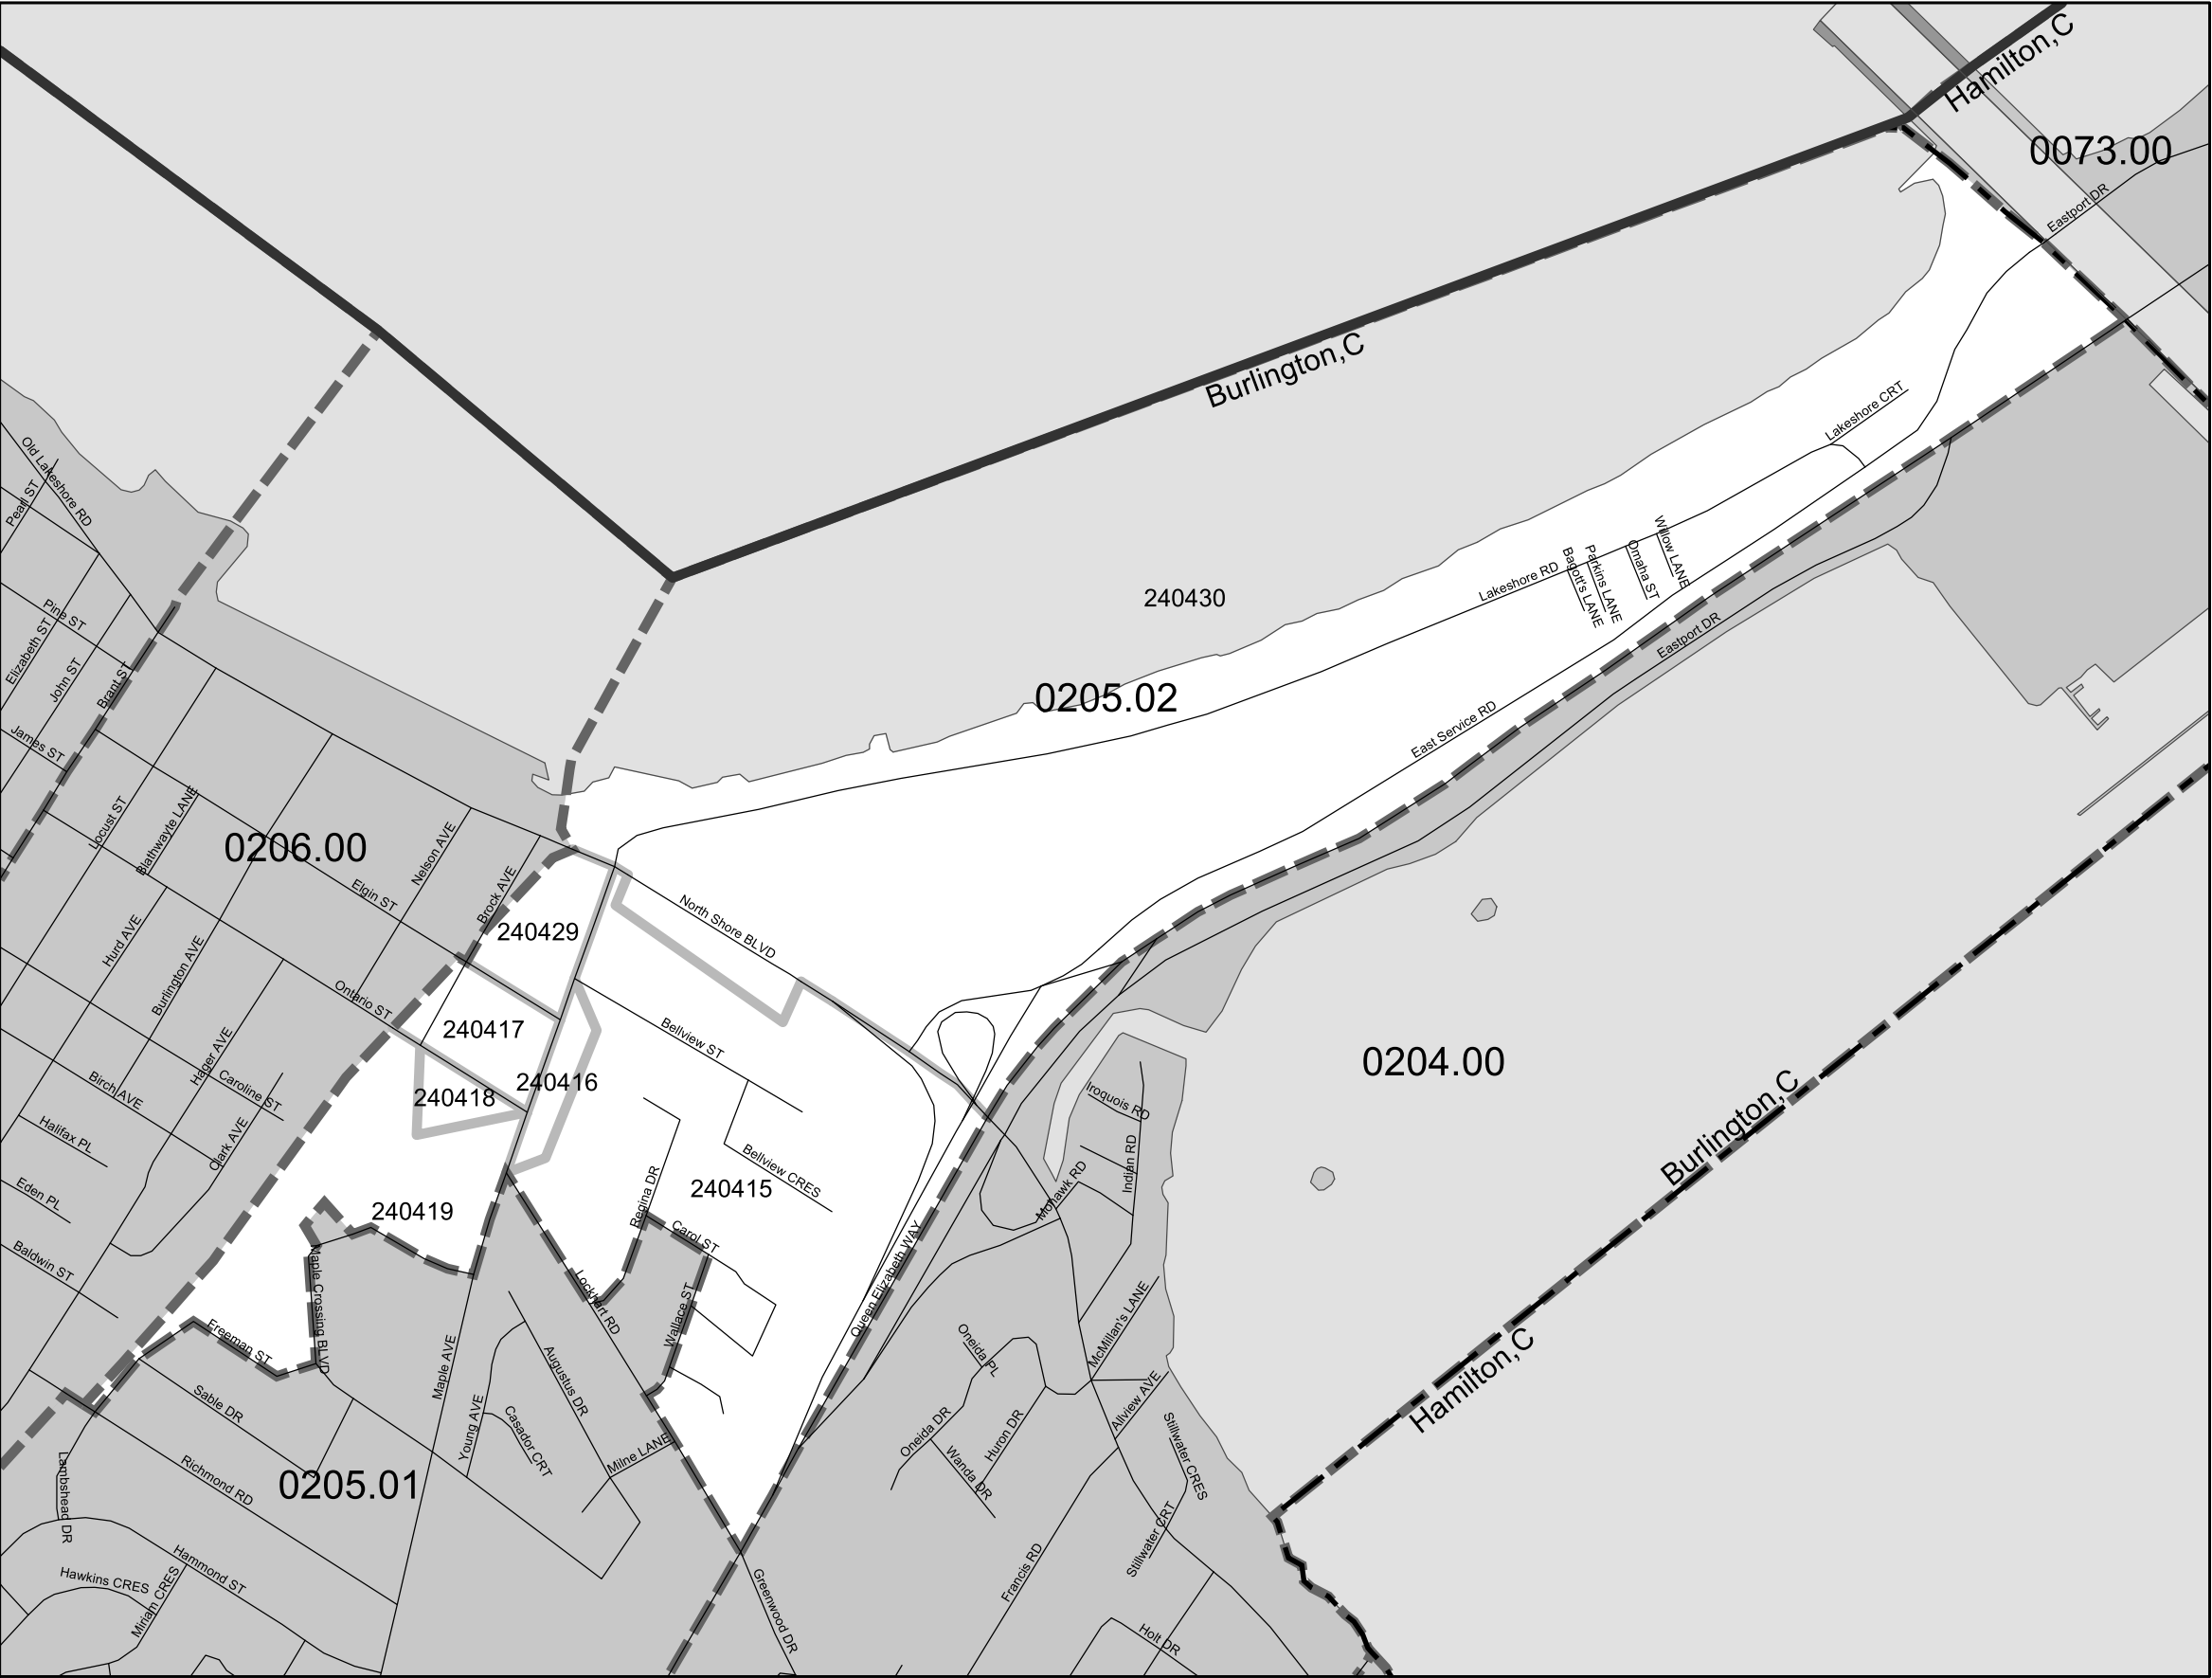 Hamilton,C
0073.00
Eastport DR
Burlington,C
Lakeshore CRT
Old Lakeshore RD
Pearl ST
Willow LANE
Omaha ST
Parkins LANE
Bagott's LANE
Lakeshore RD
240430
Pine ST
Elizabeth ST
John ST
Brant ST
Eastport DR
0205.02
East Service RD
James ST
Locust ST
Blathwayte LANE
0206.00
Nelson AVE
Elgin ST
Brock AVE
240429
North Shore BLVD
Hurd AVE
Burlington AVE
Ontario ST
240417
Bellview ST
Hager AVE
0204.00
Caroline ST
Birch AVE
240418
240416
Iroquois RD
Burlington,C
Halifax PL
Clark AVE
Bellview CRES
240415
Indian RD
Mohawk RD
Eden PL
240419
Regina DR
Carol ST
Baldwin ST
Maple Crossing BLVD
Lockhart RD
Wallace ST
Queen Elizabeth WAY
Freeman ST
Maple AVE
Augustus DR
Oneida PL
McMillan's LANE
Hamilton,C
Sable DR
Young AVE
Casador CRT
Milne LANE
Oneida DR
Huron DR
Wanda DR
Allview AVE
Stillwater CRES
Lambshead DR
Richmond RD
0205.01
Stillwater CRT
Hawkins CRES
Hammond ST
Miriam CRES
Greenwood DR
Francis RD
Holt DR